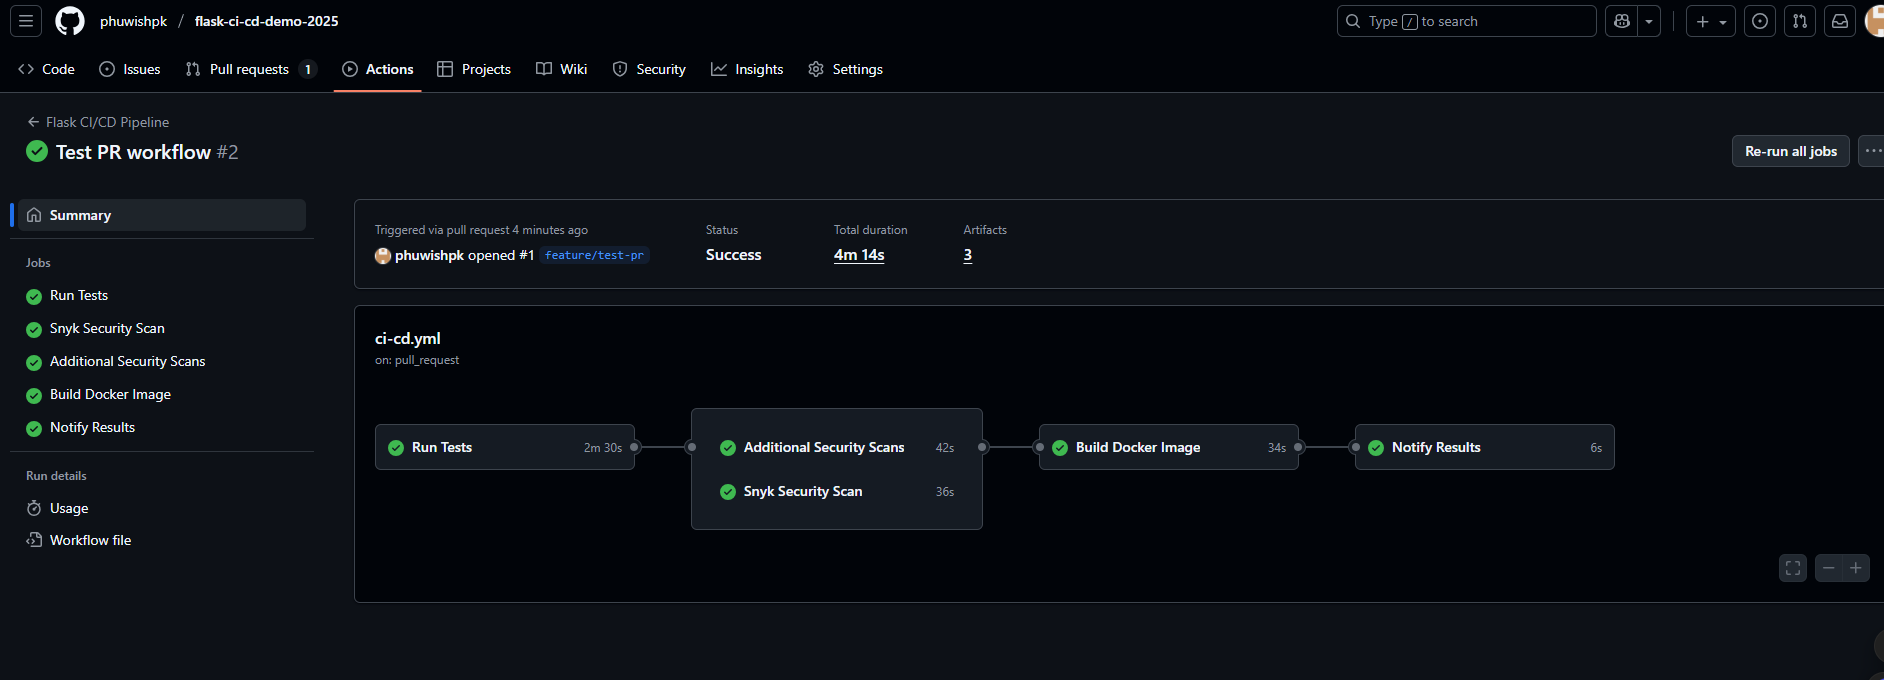 phuwishpk / flask-ci-cd-demo-2025
Type / to search
Code
Issues
Pull requests 1
Actions
Projects
Wiki
Security
Insights
Settings
← Flask CI/CD Pipeline
Test PR workflow #2
Re-run all jobs
Summary
Jobs
Run Tests
Snyk Security Scan
Additional Security Scans
Build Docker Image
Notify Results
Run details
Usage
Workflow file
Triggered via pull request 4 minutes ago
phuwishpk opened #1 feature/test-pr
Status
Success
Total duration
4m 14s
Artifacts
3
ci-cd.yml
on: pull_request
Run Tests 2m 30s
Additional Security Scans 42s
Snyk Security Scan 36s
Build Docker Image 34s
Notify Results 6s